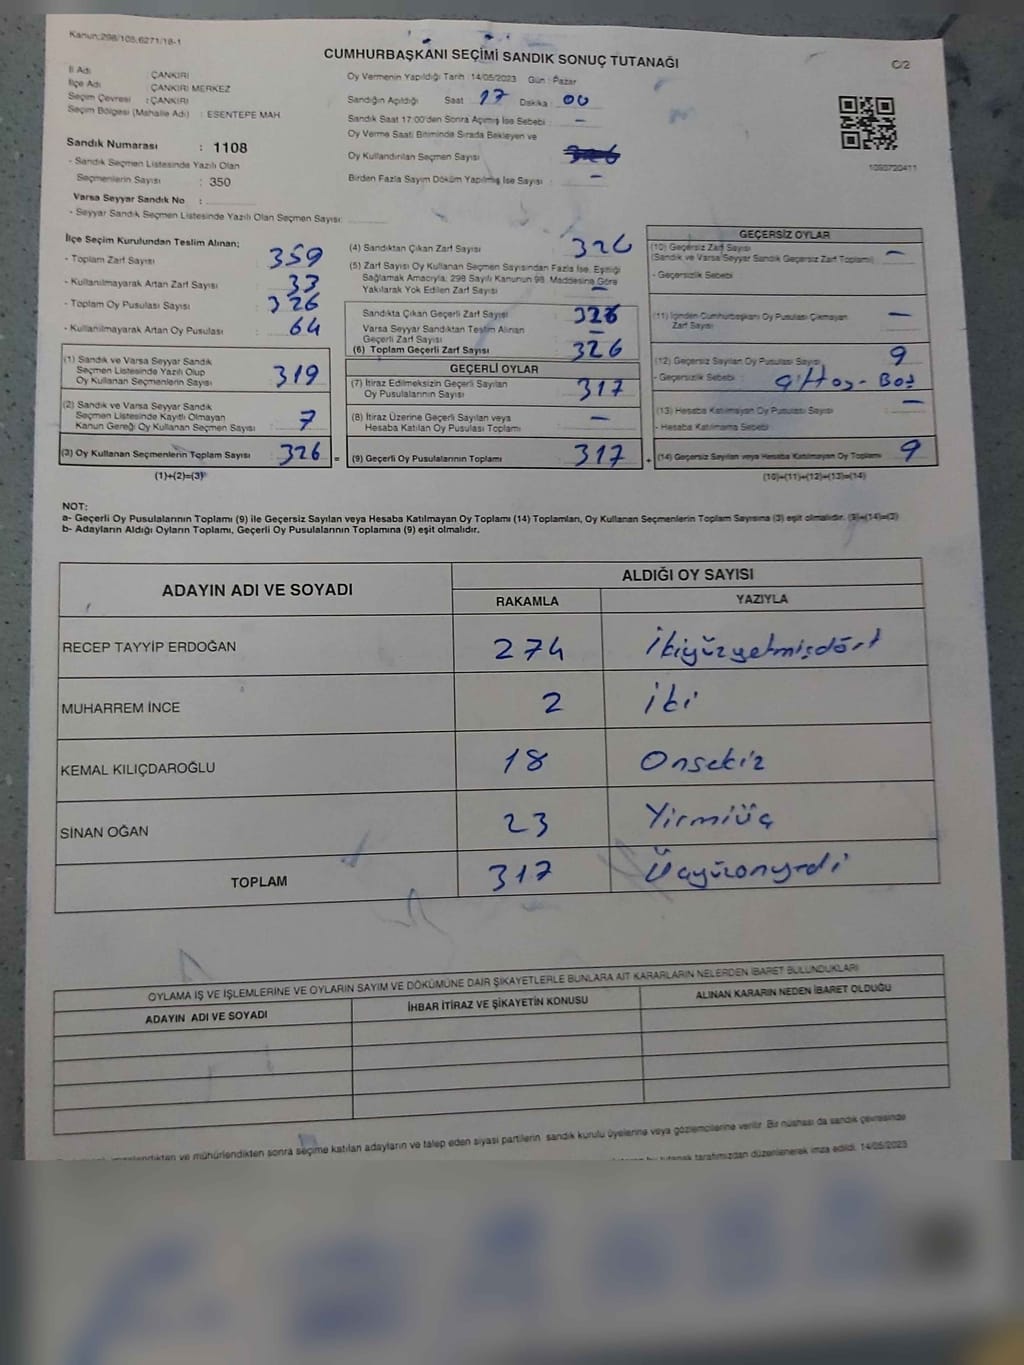 Kanun:298/105,6271/18-1
CUMHURBAŞKANI SEÇİMİ SANDIK SONUÇ TUTANAĞI
C/2
İl Adı : ÇANKIRI
İlçe Adı : ÇANKIRI MERKEZ
Seçim Çevresi : ÇANKIRI
Seçim Bölgesi (Mahalle Adı) : ESENTEPE MAH
Sandık Numarası : 1108
- Sandık Seçmen Listesinde Yazılı Olan
Seçmenlerin Sayısı : 350
Varsa Seyyar Sandık No :
- Seyyar Sandık Seçmen Listesinde Yazılı Olan Seçmen Sayısı:
Oy Vermenin Yapıldığı Tarih : 14/05/2023 Gün : Pazar
Sandığın Açıldığı Saat 17 Dakika : 00
Sandık Saat 17:00'den Sonra Açılmış İse Sebebi : -
Oy Verme Saati Bitiminde Sırada Bekleyen ve
Oy Kullandırılan Seçmen Sayısı
Birden Fazla Sayım Döküm Yapılmış İse Sayısı : -
1093720411
İlçe Seçim Kurulundan Teslim Alınan;
- Toplam Zarf Sayısı : 359
- Kullanılmayarak Artan Zarf Sayısı : 33
- Toplam Oy Pusulası Sayısı : 326
- Kullanılmayarak Artan Oy Pusulası : 64
(1) Sandık ve Varsa Seyyar Sandık
Seçmen Listesinde Yazılı Olup
Oy Kullanan Seçmenlerin Sayısı : 319
(2) Sandık ve Varsa Seyyar Sandık
Seçmen Listesinde Kayıtlı Olmayan
Kanun Gereği Oy Kullanan Seçmen Sayısı : 7
(3) Oy Kullanan Seçmenlerin Toplam Sayısı : 326 =
(1)+(2)=(3)
(4) Sandıktan Çıkan Zarf Sayısı : 326
(5) Zarf Sayısı Oy Kullanan Seçmen Sayısından Fazla İse, Eşitliği
Sağlamak Amacıyla; 298 Sayılı Kanunun 98. Maddesine Göre
Yakılarak Yok Edilen Zarf Sayısı : -
Sandıkta Çıkan Geçerli Zarf Sayısı : 326
Varsa Seyyar Sandıktan Teslim Alınan
Geçerli Zarf Sayısı : -
(6) Toplam Geçerli Zarf Sayısı : 326
GEÇERLİ OYLAR
(7) İtiraz Edilmeksizin Geçerli Sayılan
Oy Pusulalarının Sayısı : 317
(8) İtiraz Üzerine Geçerli Sayılan veya
Hesaba Katılan Oy Pusulası Toplamı : -
(9) Geçerli Oy Pusulalarının Toplamı : 317 +
GEÇERSİZ OYLAR
(10) Geçersiz Zarf Sayısı
(Sandık ve Varsa Seyyar Sandık Geçersiz Zarf Toplamı) : -
- Geçersizlik Sebebi
(11) İçinden Cumhurbaşkanı Oy Pusulası Çıkmayan
Zarf Sayısı : -
(12) Geçersiz Sayılan Oy Pusulası Sayısı : 9
- Geçersizlik Sebebi :
(13) Hesaba Katılmayan Oy Pusulası Sayısı : -
- Hesaba Katılmama Sebebi
(14) Geçersiz Sayılan veya Hesaba Katılmayan Oy Toplamı : 9
(10)+(11)+(12)+(13)=(14)
NOT:
a- Geçerli Oy Pusulalarının Toplamı (9) ile Geçersiz Sayılan veya Hesaba Katılmayan Oy Toplamı (14) Toplamları, Oy Kullanan Seçmenlerin Toplam Sayısına (3) eşit olmalıdır. (9)+(14)=(3)
b- Adayların Aldığı Oyların Toplamı, Geçerli Oy Pusulalarının Toplamına (9) eşit olmalıdır.
ADAYIN ADI VE SOYADI
ALDIĞI OY SAYISI
RAKAMLA YAZIYLA
RECEP TAYYİP ERDOĞAN 274 İkiyüzyetmişdört
MUHARREM İNCE 2 İki
KEMAL KILIÇDAROĞLU 18 Onsekiz
SİNAN OĞAN 23 Yirmiüç
TOPLAM 317 Üçyüzonyedi
OYLAMA İŞ VE İŞLEMLERİNE VE OYLARIN SAYIM VE DÖKÜMÜNE DAİR ŞİKAYETLERLE BUNLARA AİT KARARLARIN NELERDEN İBARET BULUNDUKLARI
ADAYIN ADI VE SOYADI İHBAR İTİRAZ VE ŞİKAYETİN KONUSU ALINAN KARARIN NEDEN İBARET OLDUĞU
ve mühürlendikten sonra seçime katılan adayların ve talep eden siyasi partilerin sandık kurulu üyelerine veya gözlemcilerine verilir. Bir nüshası da sandık çevresinde
bu tutanak tarafımızdan düzenlenerek imza edildi. 14/05/2023